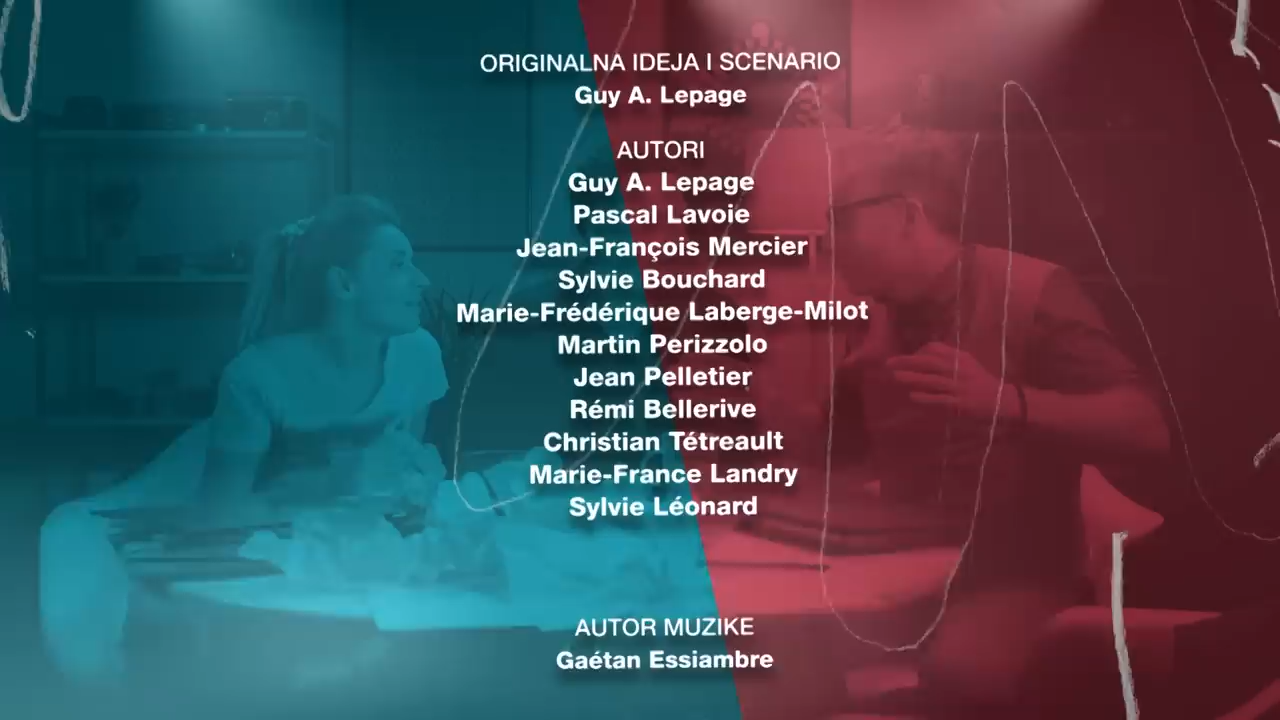 ORIGINALNA IDEJA I SCENARIO
Guy A. Lepage
AUTORI
Guy A. Lepage
Pascal Lavoie
Jean-François Mercier
Sylvie Bouchard
Marie-Frédérique Laberge-Milot
Martin Perizzolo
Jean Pelletier
Rémi Bellerive
Christian Tétreault
Marie-France Landry
Sylvie Léonard
AUTOR MUZIKE
Gaétan Essiambre